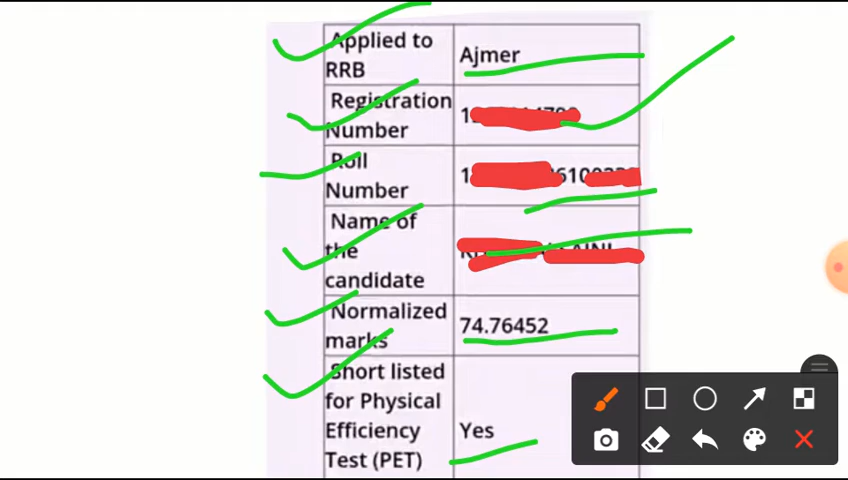 Applied to
RRB
Ajmer
Registration
Number
Roll
Number
Name of
the
candidate
Normalized
marks
74.76452
Short listed
for Physical
Efficiency
Test (PET)
Yes